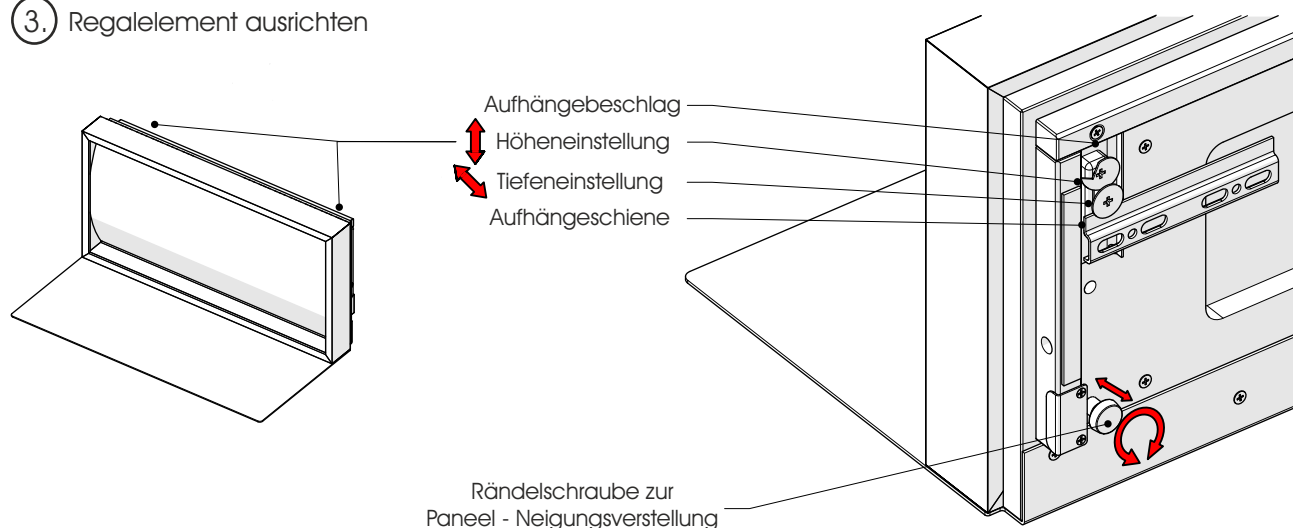 3. Regalelement ausrichten
Aufhängebeschlag
Höheneinstellung
Tiefeneinstellung
Aufhängeschiene
Rändelschraube zur
Paneel - Neigungsverstellung